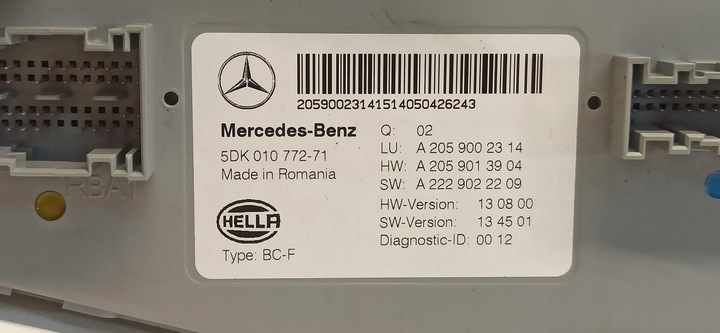 20590023141514050426243
Mercedes-Benz
5DK 010 772-71
Made in Romania
HELLA
Type: BC-F
Q: 02
LU: A 205 900 23 14
HW: A 205 901 39 04
SW: A 222 902 22 09
HW-Version: 13 08 00
SW-Version: 13 45 01
Diagnostic-ID: 00 12
RBA1